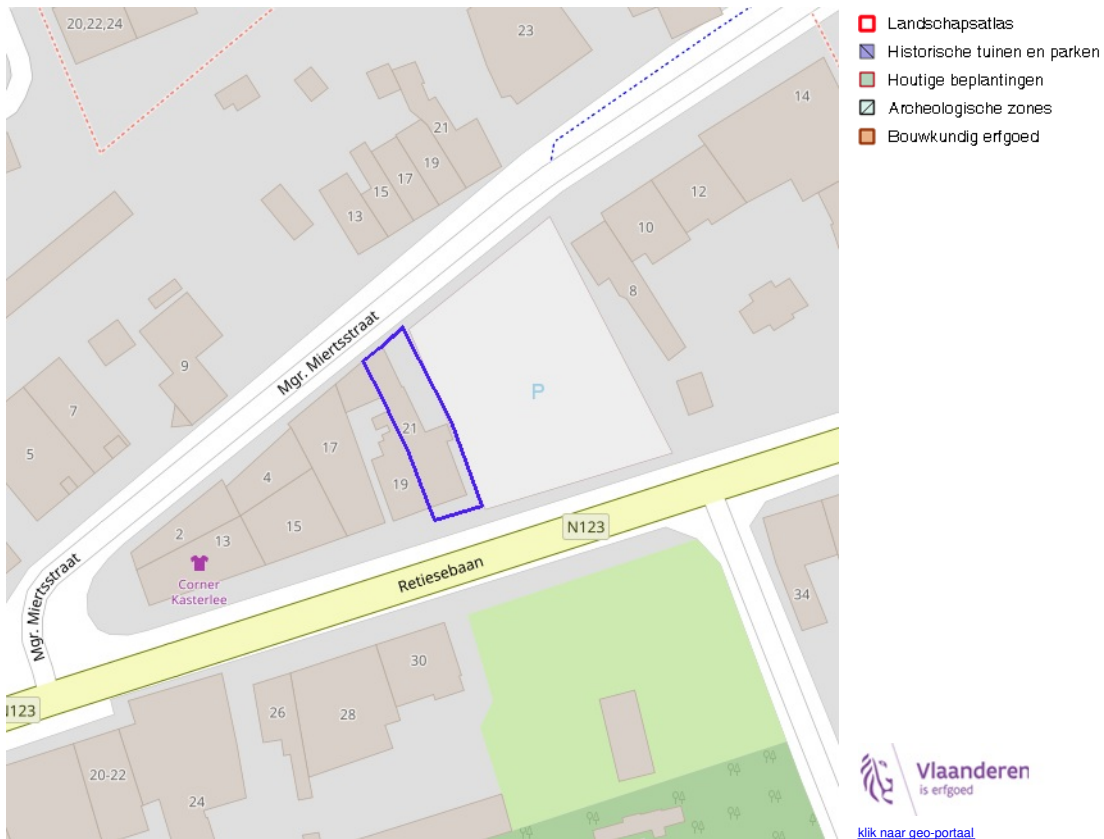 20,22,24
23
14
21
19
17
15
13
12
10
8
9
7
5
Mgr. Miertsstraat
P
21
17
19
4
15
2
13
Corner
Kasterlee
N123
Retiesebaan
34
Mgr. Miertsstraat
30
26
28
N123
20-22
24
Landschapsatlas
Historische tuinen en parken
Houtige beplantingen
Archeologische zones
Bouwkundig erfgoed
Vlaanderen
is erfgoed
klik naar geo-portaal